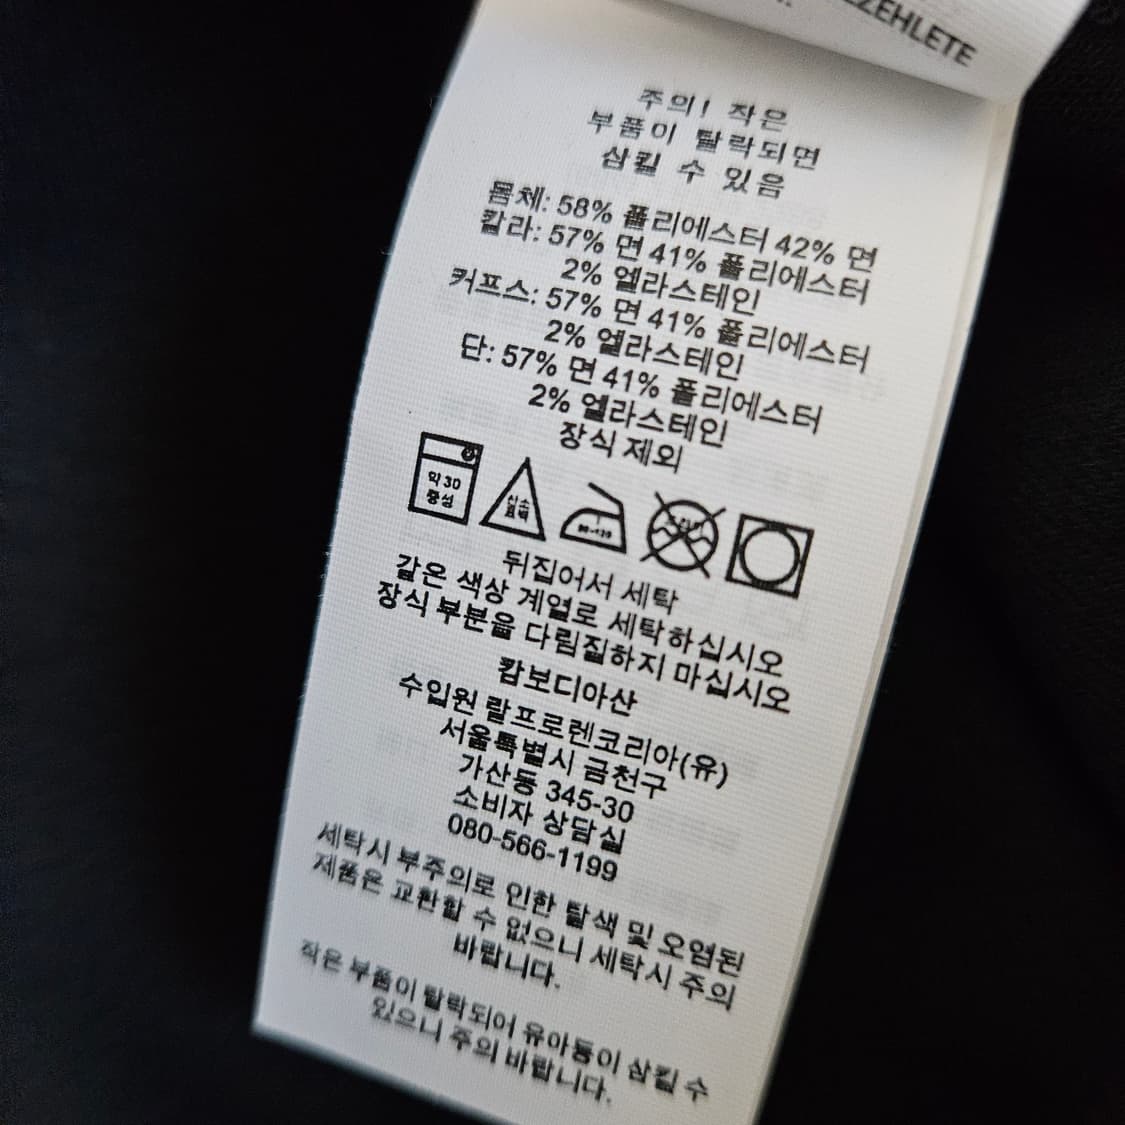 EZEHLETE
주의! 작은
부품이 탈락되면
삼킬 수 있음
몸체: 58% 폴리에스터 42% 면
칼라: 57% 면 41% 폴리에스터
2% 엘라스테인
커프스: 57% 면 41% 폴리에스터
2% 엘라스테인
단: 57% 면 41% 폴리에스터
2% 엘라스테인
장식 제외
약 30
중성
산소
표백
80~120
뒤집어서 세탁
같은 색상 계열로 세탁하십시오
장식 부분을 다림질하지 마십시오
캄보디아산
수입원 랄프로렌코리아(유)
서울특별시 금천구
가산동 345-30
소비자 상담실
080-566-1199
세탁시 부주의로 인한 탈색 및 오염된
제품은 교환할 수 없으니 세탁시 주의
바랍니다.
작은 부품이 탈락되어 유아동이 삼킬 수
있으니 주의 바랍니다.